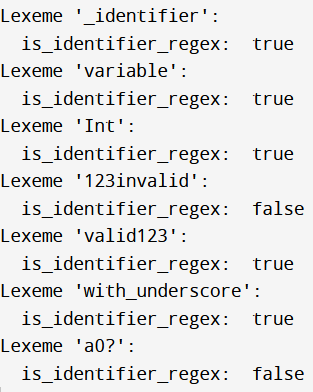 Lexeme '_identifier':
  is_identifier_regex:  true
Lexeme 'variable':
  is_identifier_regex:  true
Lexeme 'Int':
  is_identifier_regex:  true
Lexeme '123invalid':
  is_identifier_regex:  false
Lexeme 'valid123':
  is_identifier_regex:  true
Lexeme 'with_underscore':
  is_identifier_regex:  true
Lexeme 'a0?':
  is_identifier_regex:  false